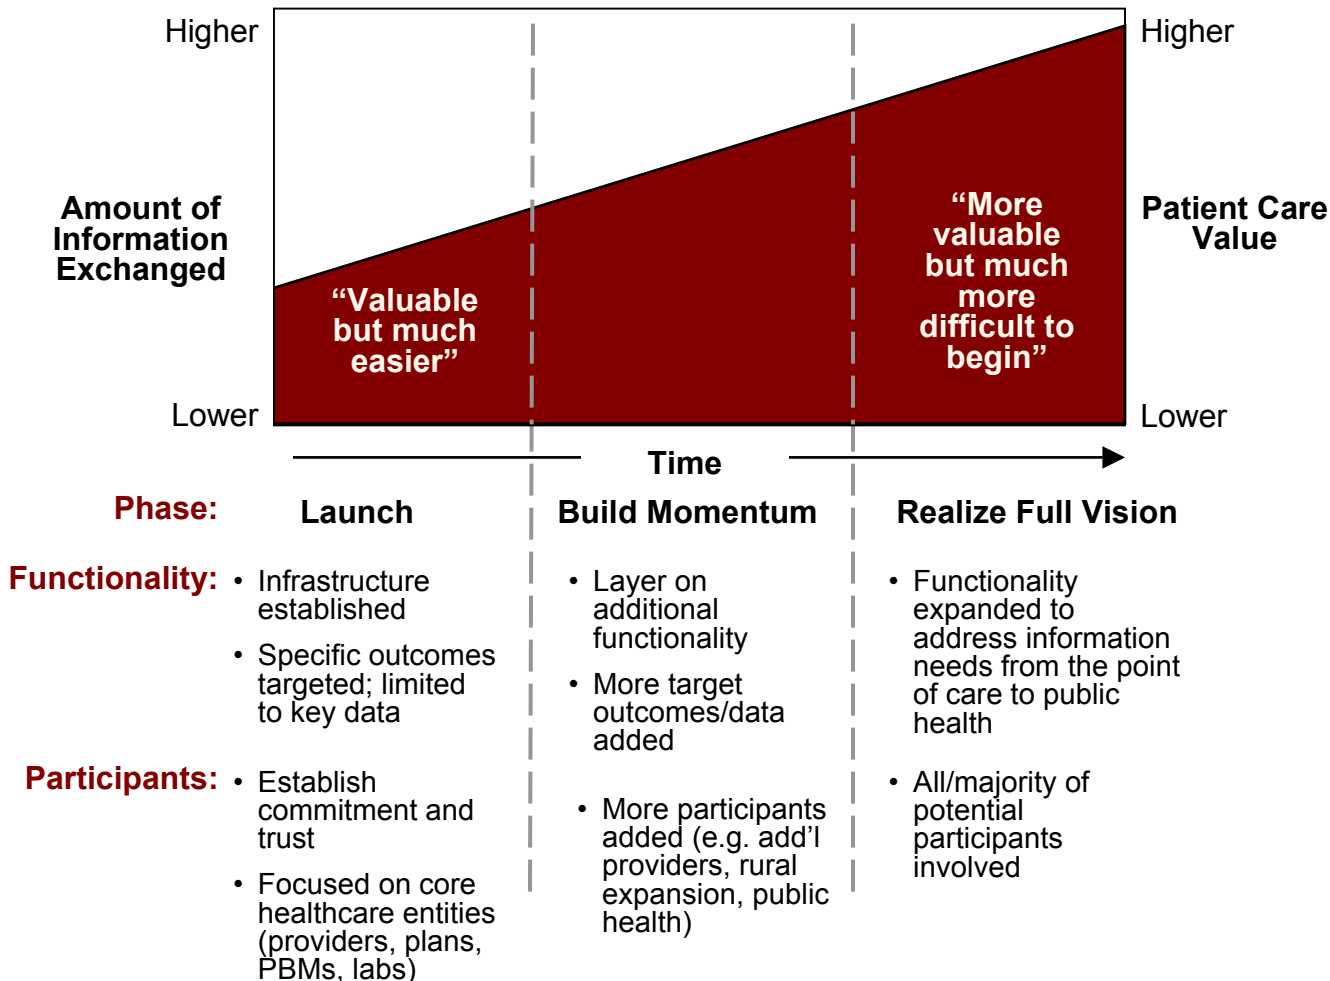 Higher
Higher
Amount of
Information
Exchanged
Patient Care
Value
“Valuable
but much
easier”
“More
valuable
but much
more
difficult to
begin”
Lower
Lower
Time
Phase:
Launch
Build Momentum
Realize Full Vision
Functionality:
• Infrastructure
established
• Specific outcomes
targeted; limited
to key data
• Layer on
additional
functionality
• More target
outcomes/data
added
• Functionality
expanded to
address information
needs from the point
of care to public
health
Participants:
• Establish
commitment and
trust
• Focused on core
healthcare entities
(providers, plans,
PBMs, labs)
• More participants
added (e.g. add’l
providers, rural
expansion, public
health)
• All/majority of
potential
participants
involved